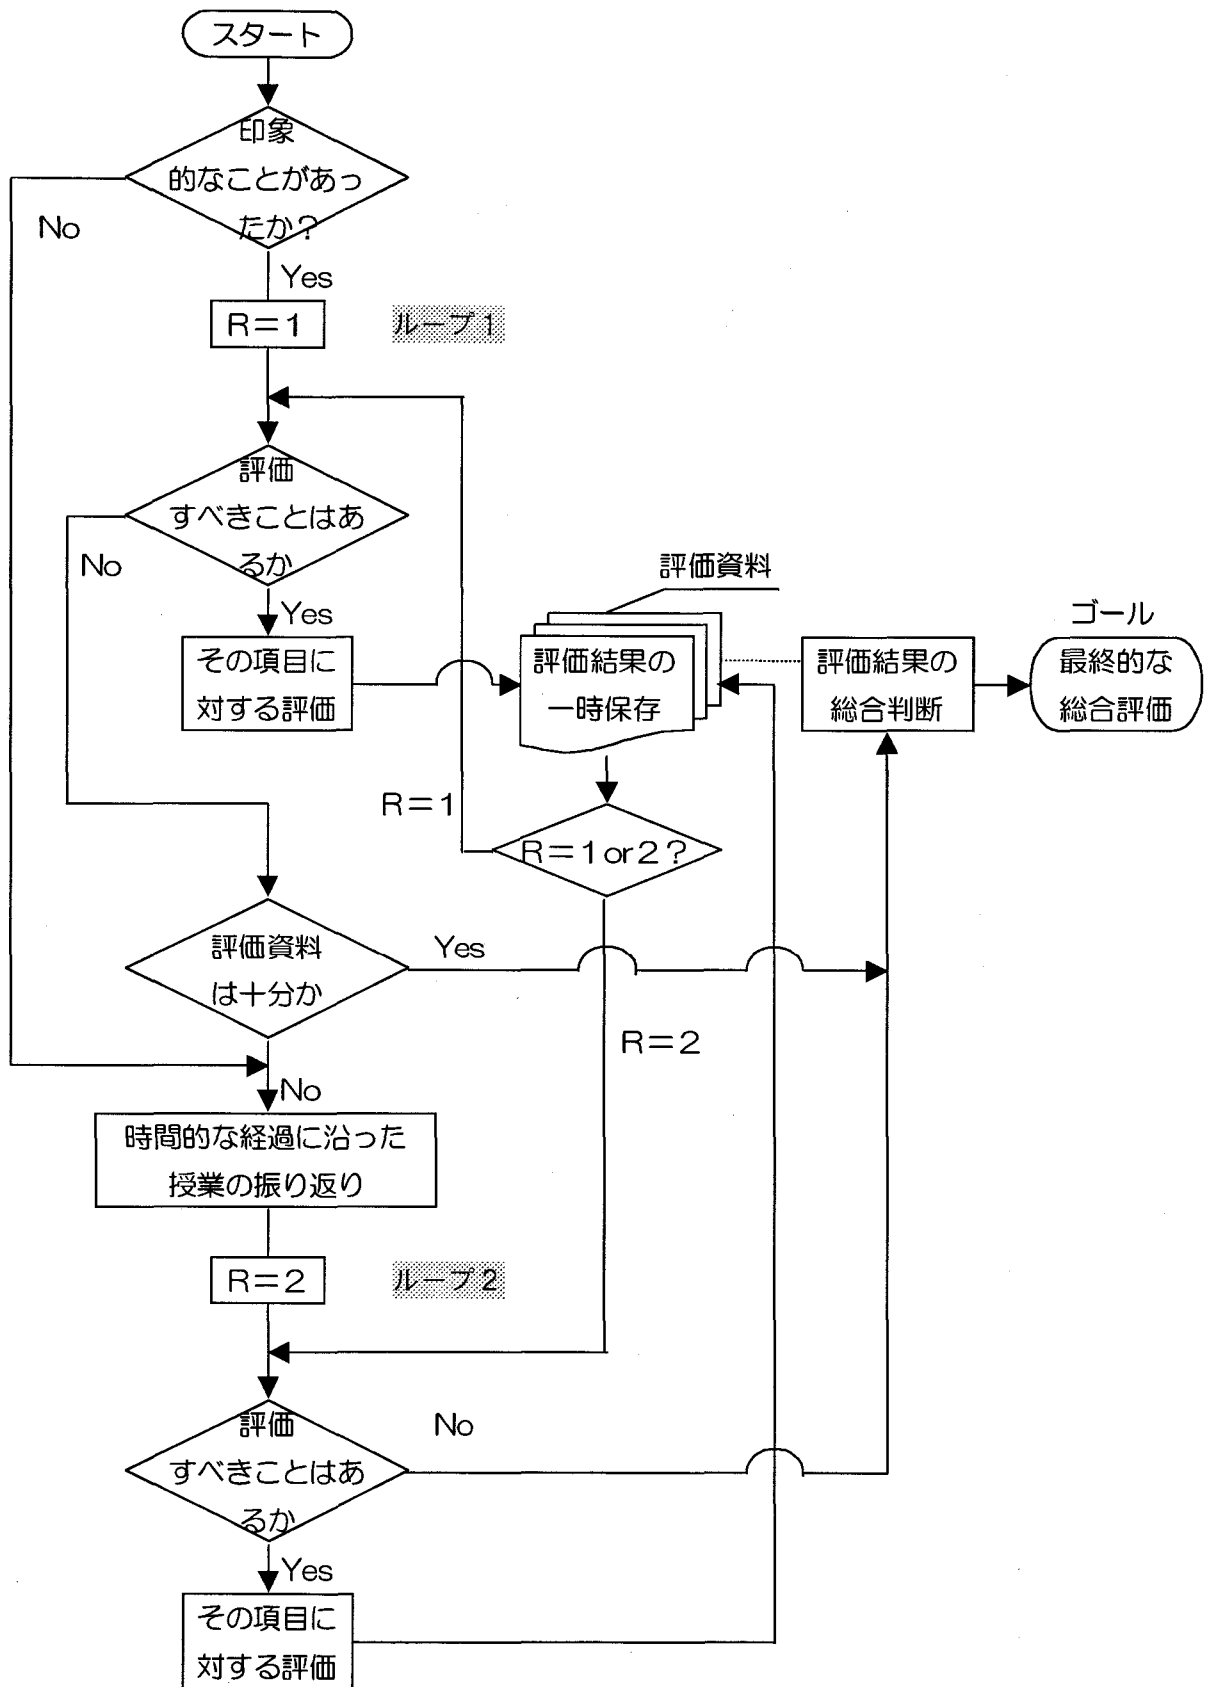 スタート
印象
的なことがあっ
たか？
No
Yes
R＝1
ループ1
評価
すべきことはあ
るか
No
Yes
その項目に
対する評価
評価資料
評価結果の
一時保存
評価結果の
総合判断
ゴール
最終的な
総合評価
R＝1
R＝1or2？
評価資料
は十分か
Yes
R＝2
No
時間的な経過に沿った
授業の振り返り
R＝2
ループ2
評価
すべきことはあ
るか
No
Yes
その項目に
対する評価